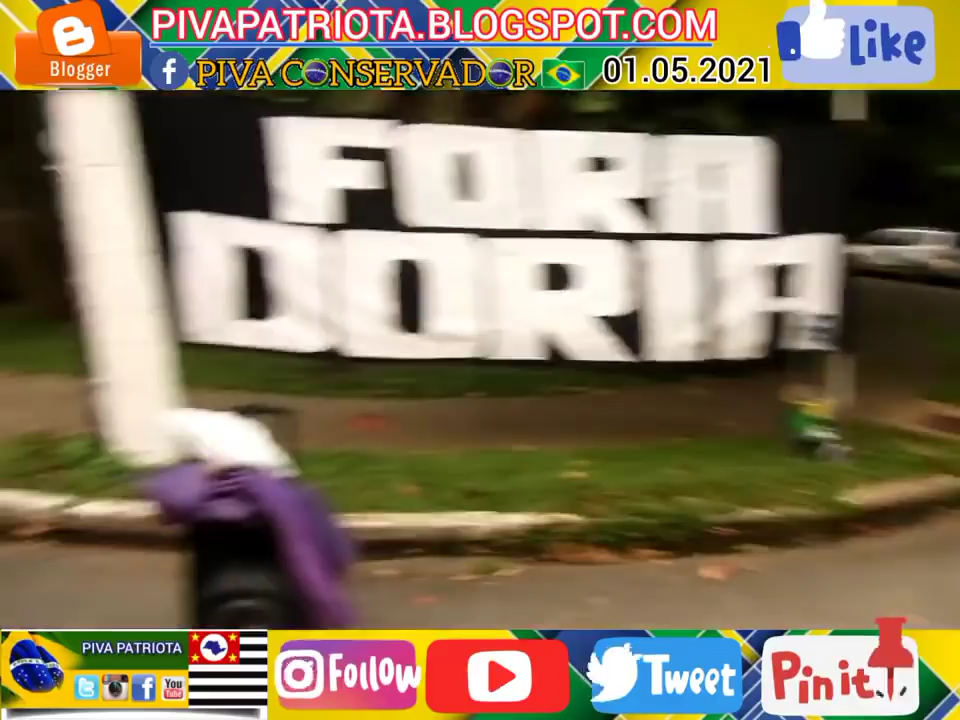 PIVAPATRIOTA.BLOGSPOT.COM
Blogger
PIVA CONSERVADOR
01.05.2021
Like
FORA
DORIA
PIVA PATRIOTA
You
Tube
Follow
Tweet
Pin it